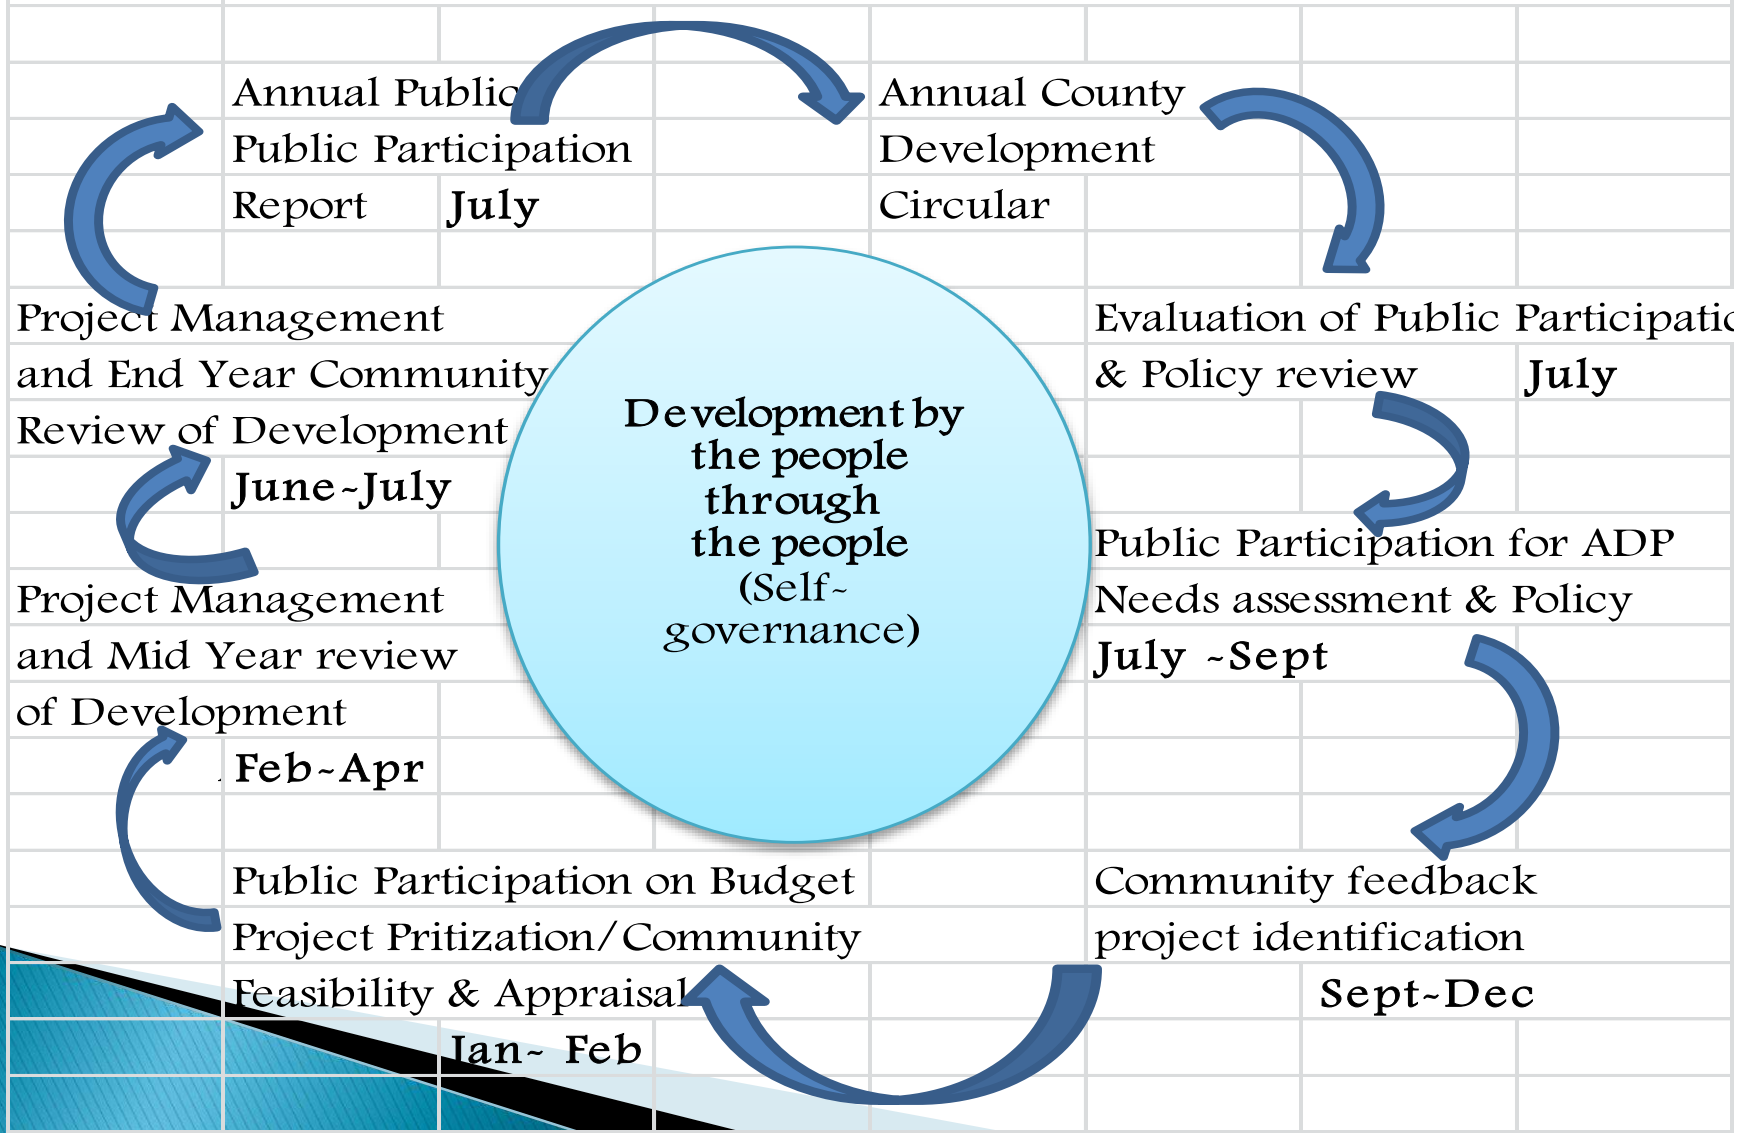 Annual Public
Public Participation
Report July
Annual County
Development
Circular
Evaluation of Public
& Policy review July
Public Participation for ADP
Needs assessment & Policy
July -Sept
Community feedback
project identification
Sept-Dec
Public Participation on Budget
Project Pritization/Community
Feasibility & Appraisal
Jan- Feb
Project Management
and Mid Year review
of Development
Feb-Apr
Project Management
and End Year Community
Review of Development
June-July
Development by
the people
through
the people
(Self-
governance)